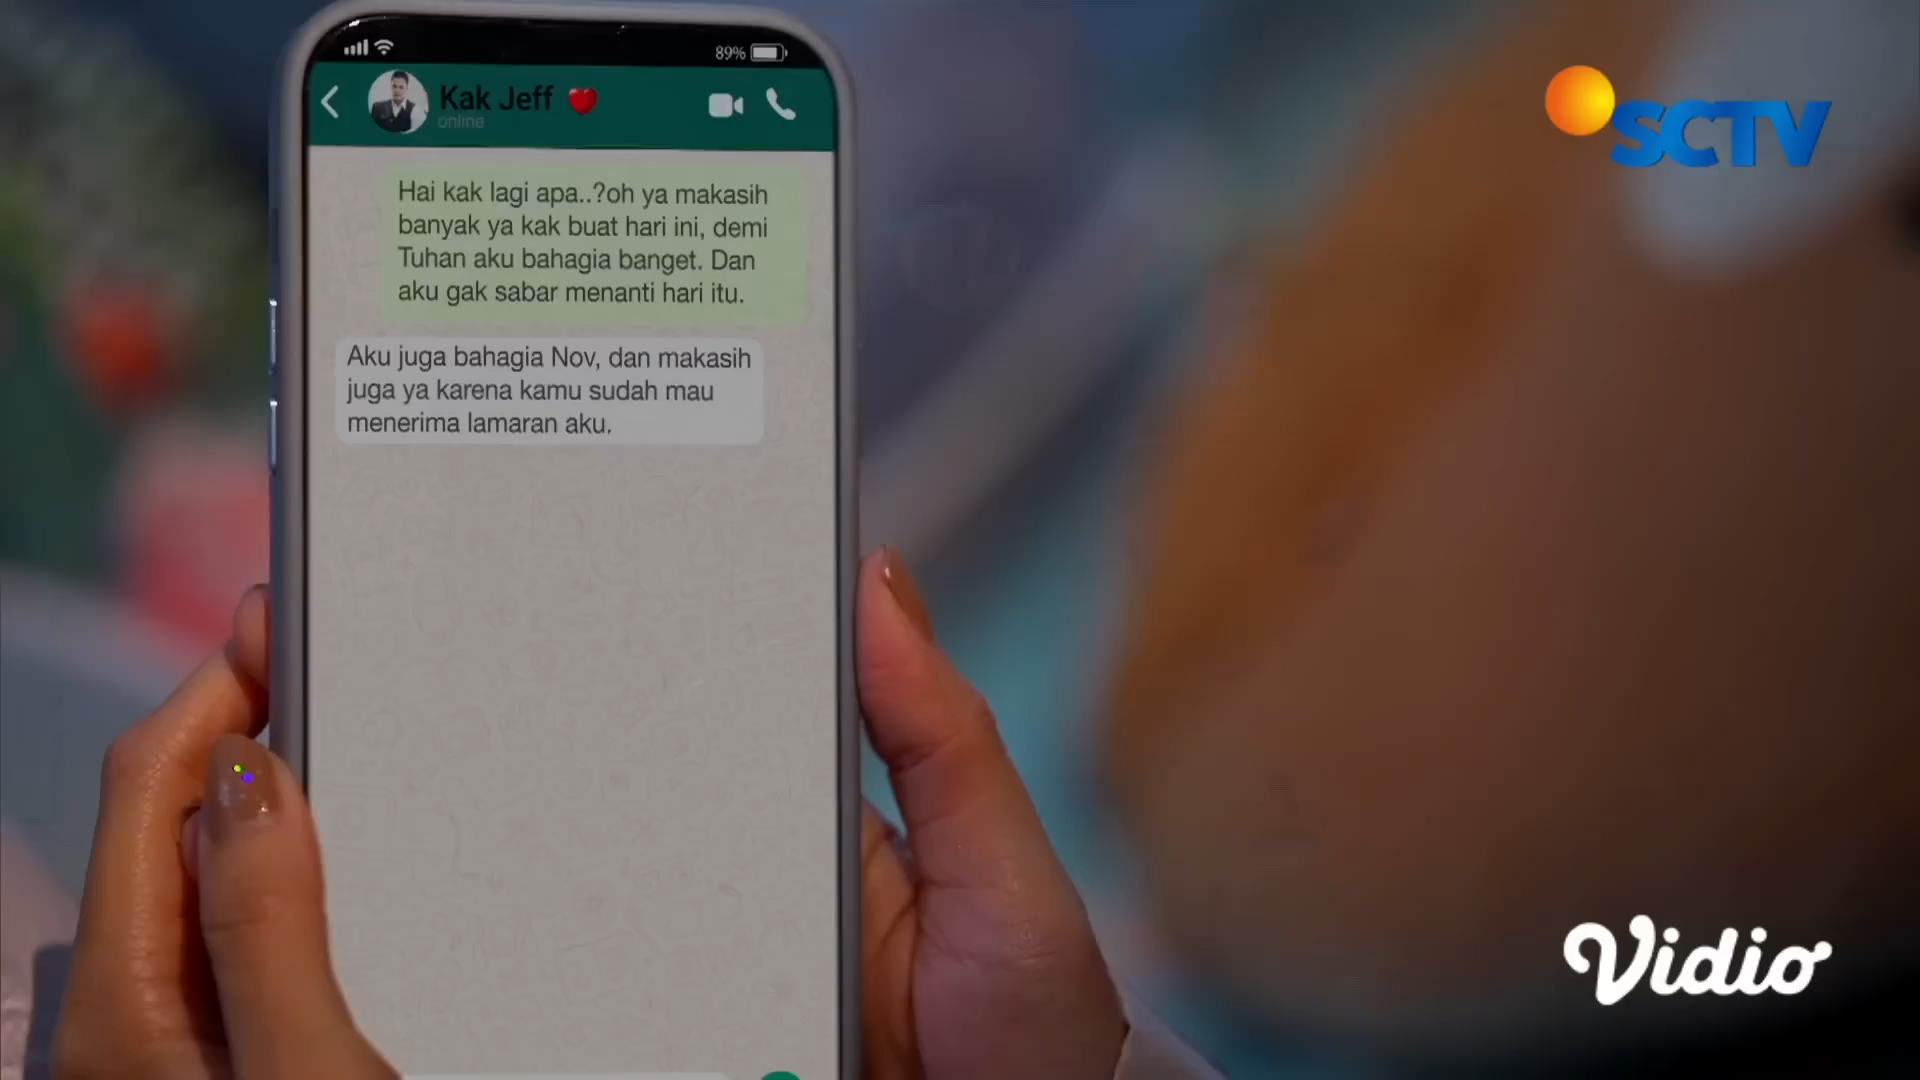 89%
Kak Jeff
online
SCTV
Hai kak lagi apa..?oh ya makasih
banyak ya kak buat hari ini, demi
Tuhan aku bahagia banget. Dan
aku gak sabar menanti hari itu.
Aku juga bahagia Nov, dan makasih
juga ya karena kamu sudah mau
menerima lamaran aku.
Vidio